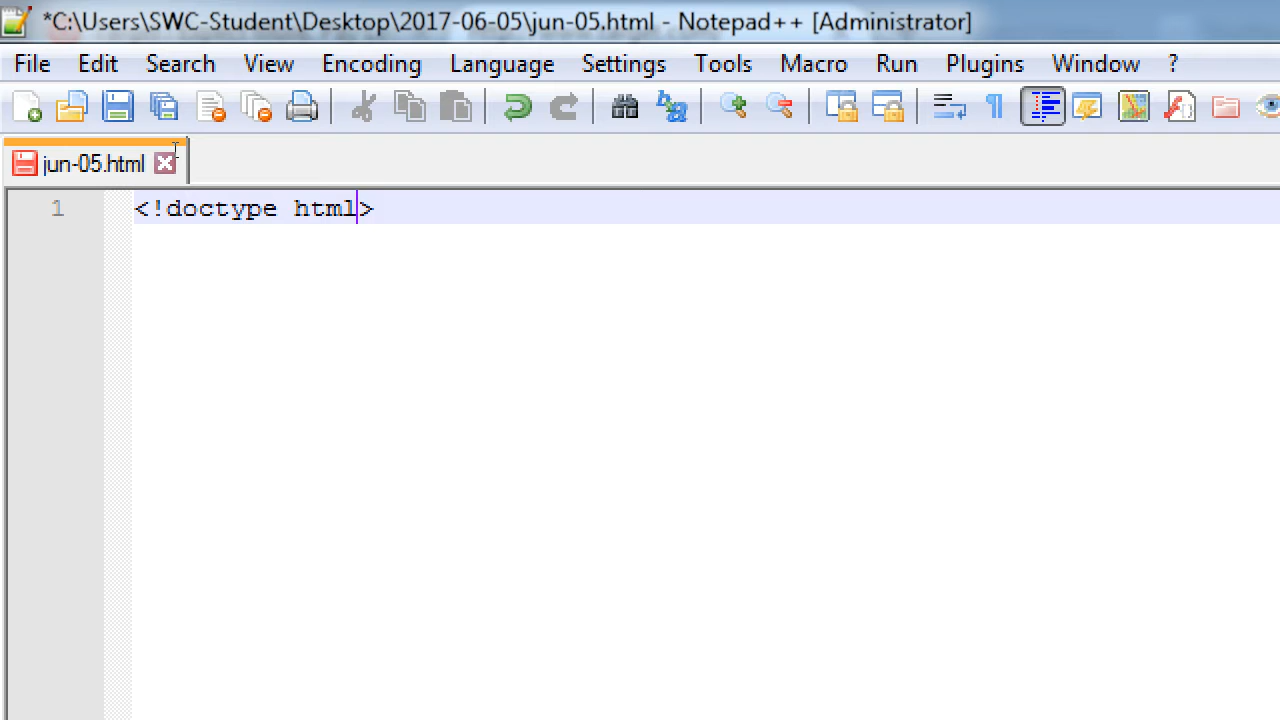 *C:\Users\SWC-Student\Desktop\2017-06-05\jun-05.html - Notepad++ [Administrator]
File Edit Search View Encoding Language Settings Tools Macro Run Plugins Window ?
jun-05.html
1 <!doctype html>